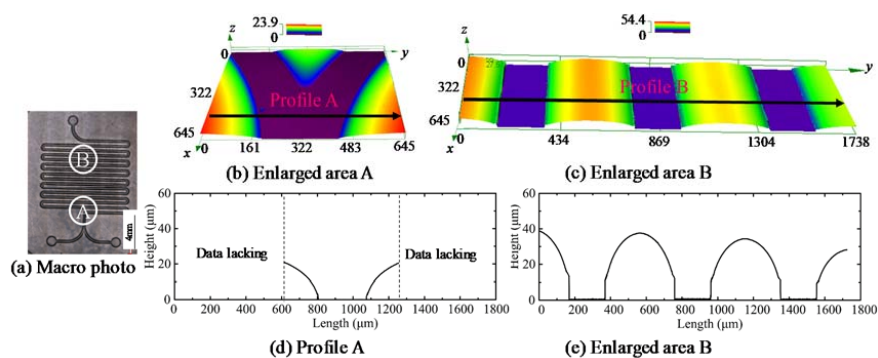 23.9
0
z
y
0
322
645
x
0 161 322 483 645
Profile A
(b) Enlarged area A
54.4
0
z
y
0
322
645
x
0 434 869 1304 1738
Profile B
(c) Enlarged area B
B
A
4mm
(a) Macro photo
Height (μm)
60
40
20
0
Data lacking
Data lacking
0 200 400 600 800 1000 1200 1400 1600 1800
Length (μm)
(d) Profile A
Height (μm)
60
40
20
0
0 200 400 600 800 1000 1200 1400 1600 1800
Length (μm)
(e) Enlarged area B